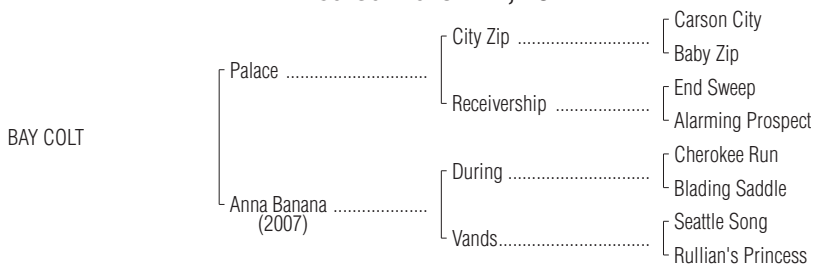 Carson City
City Zip
Baby Zip
Palace
End Sweep
Receivership
Alarming Prospect
BAY COLT
Cherokee Run
During
Blading Saddle
Anna Banana
(2007)
Seattle Song
Vands
Rullian's Princess